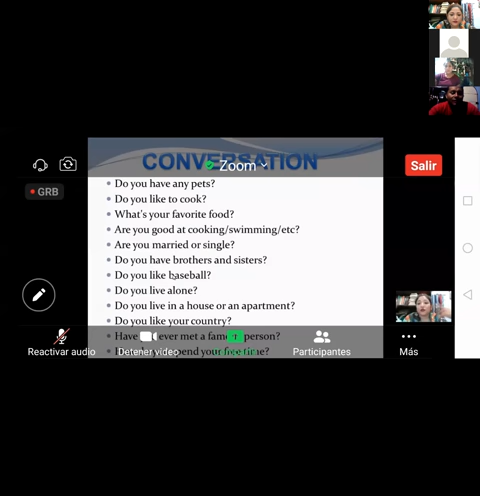 CONVERSATION
Zoom
Salir
GRB
• Do you have any pets?
• Do you like to cook?
• What's your favorite food?
• Are you good at cooking/swimming/etc?
• Are you married or single?
• Do you have brothers and sisters?
• Do you like baseball?
• Do you live alone?
• Do you live in a house or an apartment?
• Do you like your country?
• Have ever met a person?
spend your free time?
Reactivar audio
Detener video
Participantes
Más